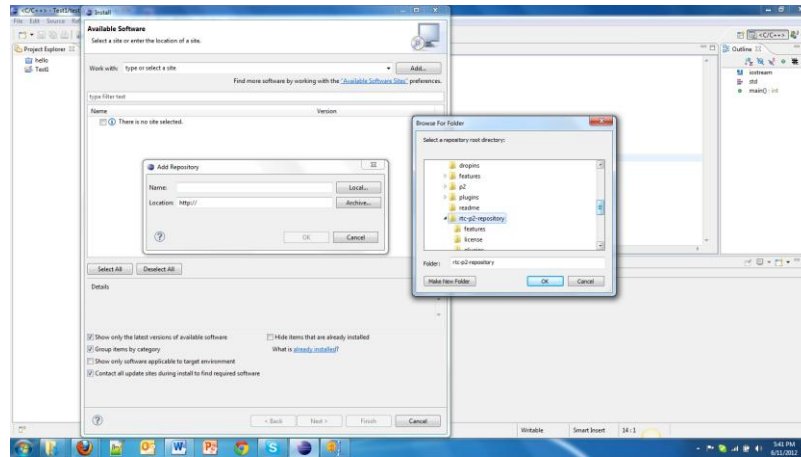 <C/C++> - Test1/test
File Edit Source
Install
Available Software
Select a site or enter the location of a site.
Work with: type or select a site
Add...
Find more software by working with the "Available Software Sites" preferences.
type filter text
Name Version
There is no site selected.
Add Repository
Name: Local...
Location: http:// Archive...
OK Cancel
Select All Deselect All
Details
Show only the latest versions of available software
Hide items that are already installed
Group items by category
What is already installed?
Show only software applicable to target environment
Contact all update sites during install to find required software
< Back Next > Finish Cancel
Project Explorer
hello
Test1
Browse For Folder
Select a repository root directory:
dropins
features
p2
plugins
readme
rtc-p2-repository
features
license
Folder: rtc-p2-repository
Make New Folder OK Cancel
<C/C++>
Outline
iostream
std
main() : int
Writable Smart Insert 14 : 1
5:41 PM
6/11/2012